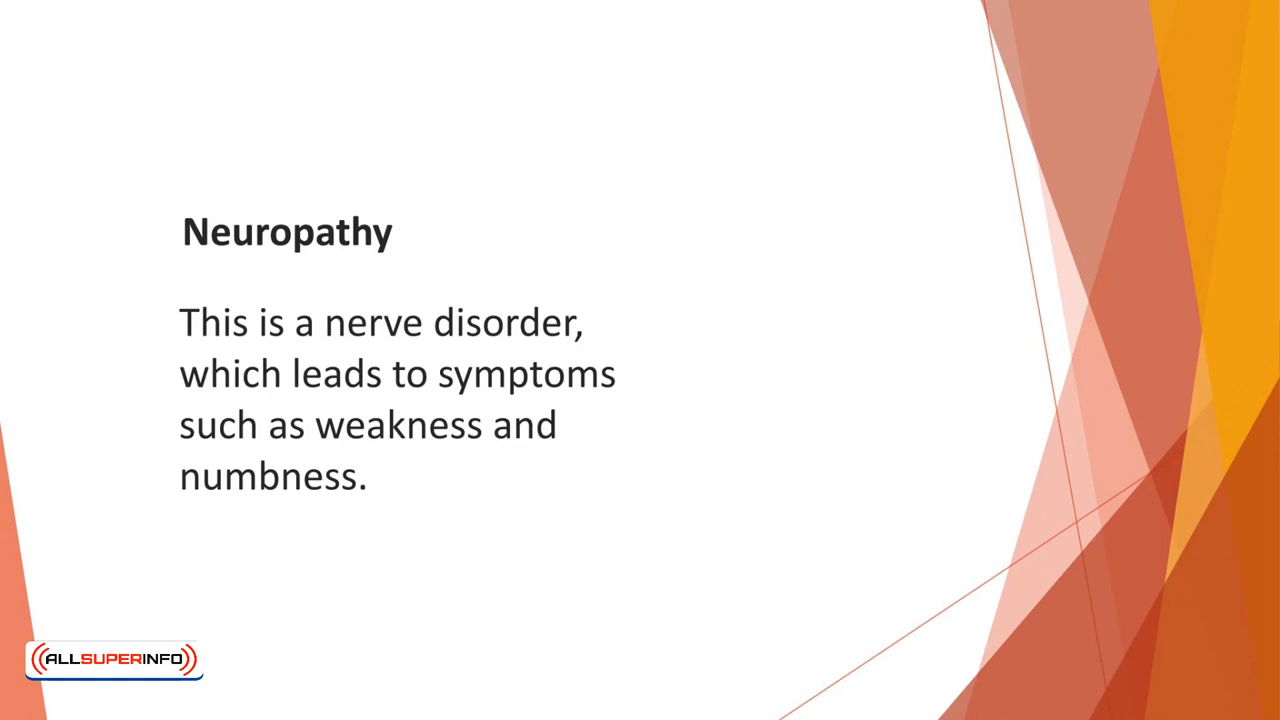 Neuropathy
This is a nerve disorder,
which leads to symptoms
such as weakness and
numbness.
ALLSUPERINFO